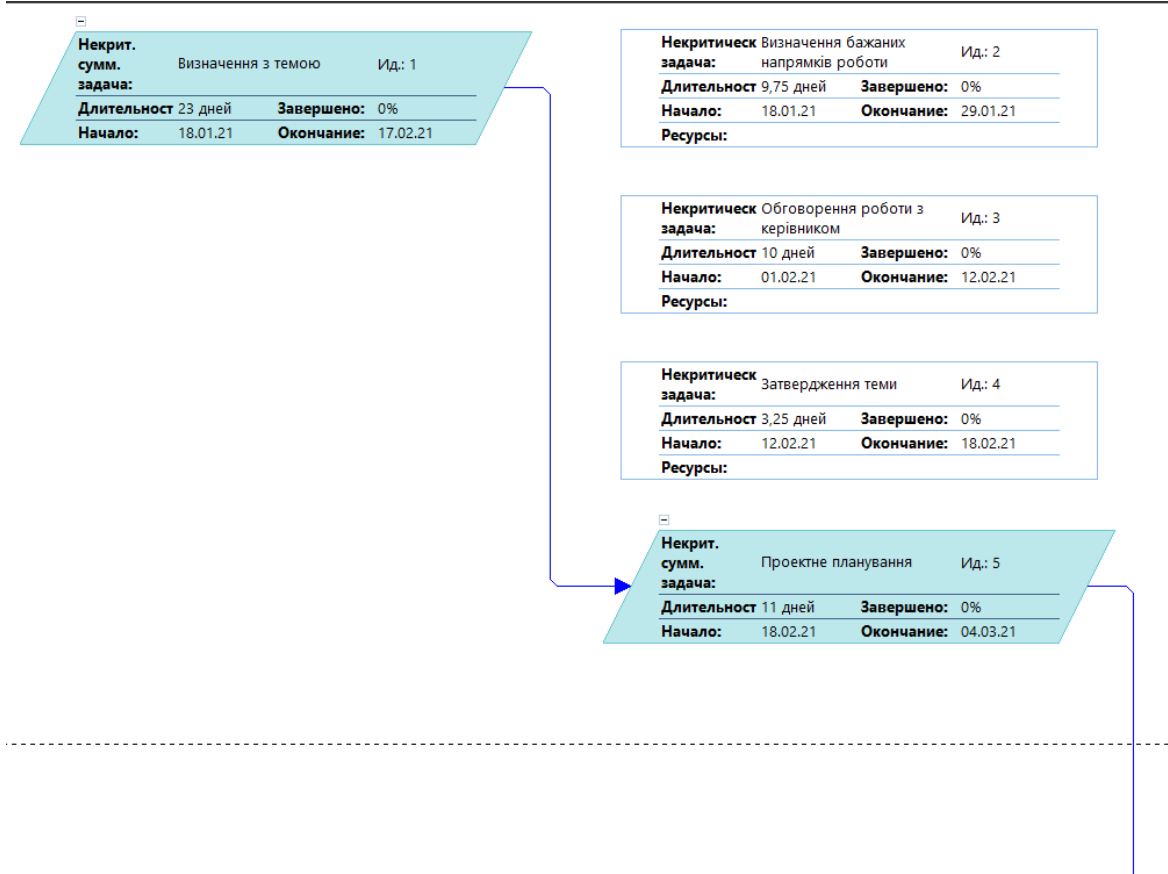 Некрит.
сумм.
задача:
Визначення з темою
Ид.: 1
Длительност 23 дней Завершено: 0%
Начало: 18.01.21 Окончание: 17.02.21
Некритическ Визначення бажаних
задача: напрямків роботи
Ид.: 2
Длительност 9,75 дней Завершено: 0%
Начало: 18.01.21 Окончание: 29.01.21
Ресурсы:
Некритическ Обговорення роботи з
задача: керівником
Ид.: 3
Длительност 10 дней Завершено: 0%
Начало: 01.02.21 Окончание: 12.02.21
Ресурсы:
Некритическ
задача:
Затвердження теми
Ид.: 4
Длительност 3,25 дней Завершено: 0%
Начало: 12.02.21 Окончание: 18.02.21
Ресурсы:
Некрит.
сумм.
задача:
Проектне планування
Ид.: 5
Длительност 11 дней Завершено: 0%
Начало: 18.02.21 Окончание: 04.03.21